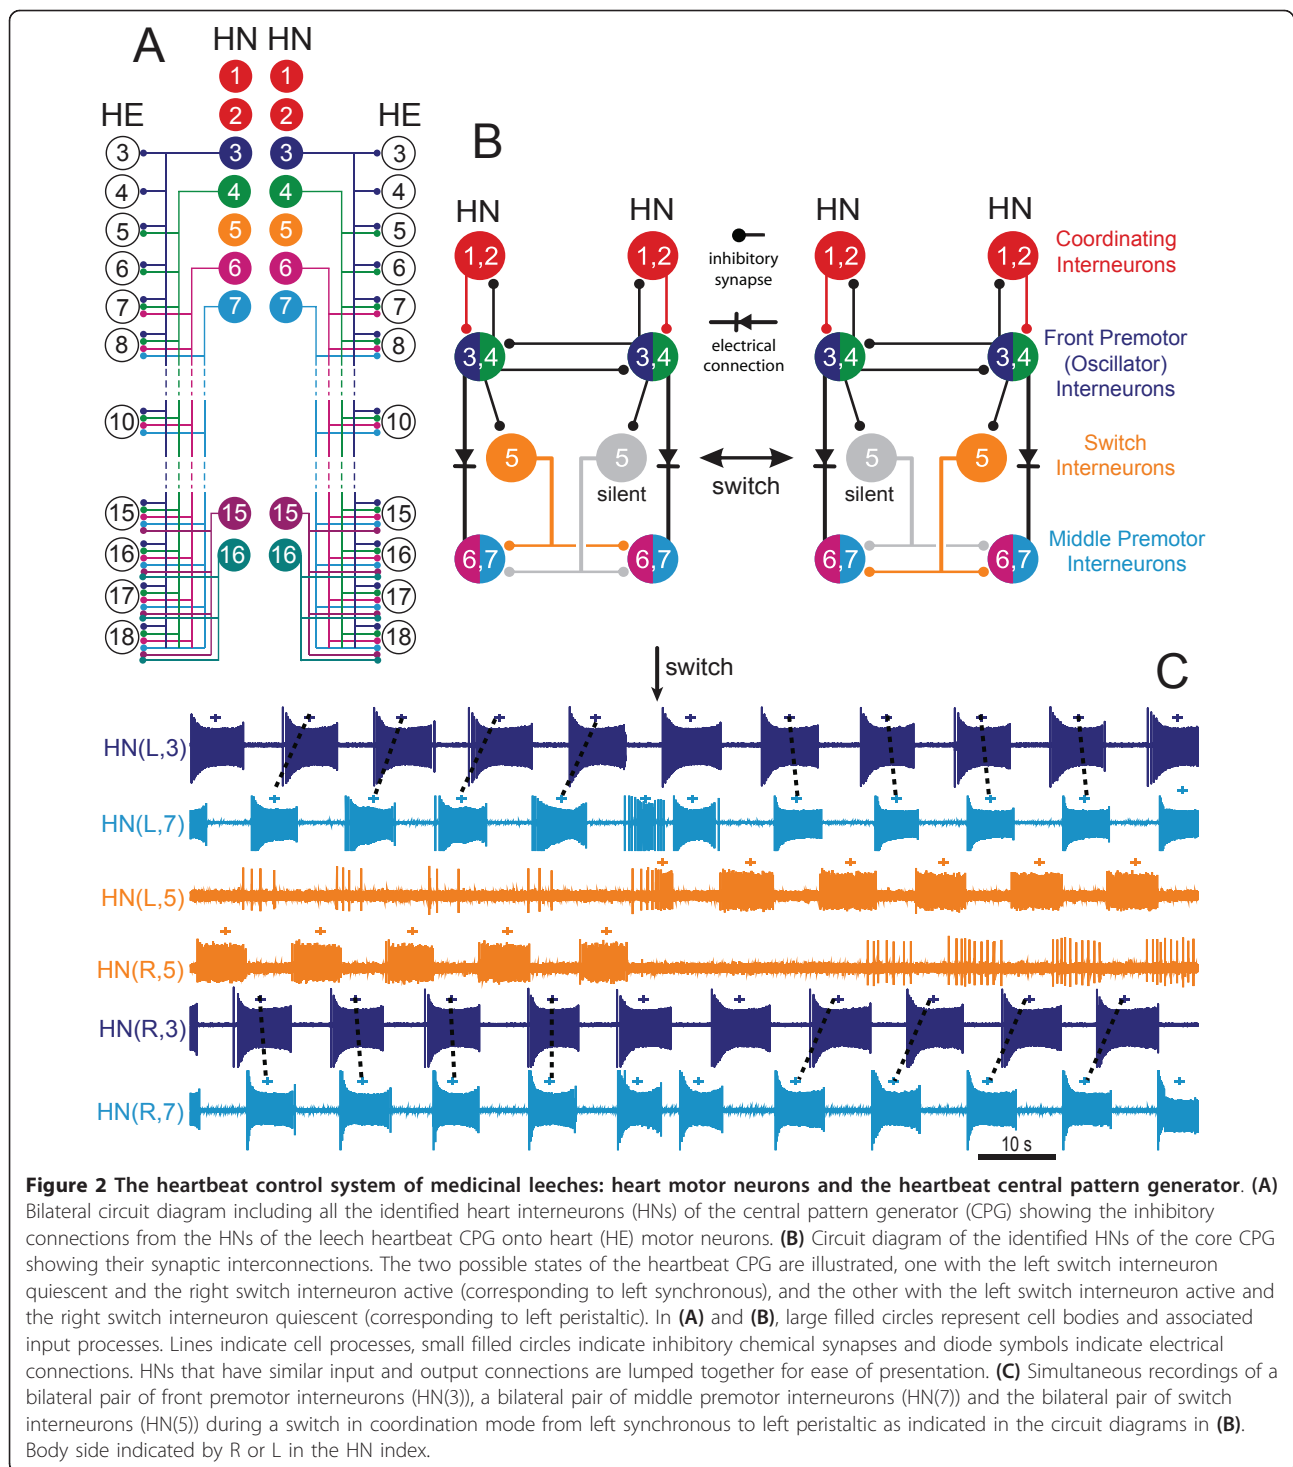 A
HN HN
1 1
2 2
HE HE
3 3 3 3
4 4 4 4
5 5 5 5
6 6 6 6
7 7 7 7
8 8
10 10
15 15 15 15
16 16 16 16
17 17
18 18
B
HN HN HN HN
1,2 1,2 1,2 1,2
inhibitory
synapse
electrical
connection
3,4 3,4 3,4 3,4
5 5 5 5
silent silent
switch
6,7 6,7 6,7 6,7
Coordinating
Interneurons
Front Premotor
(Oscillator)
Interneurons
Switch
Interneurons
Middle Premotor
Interneurons
switch
C
HN(L,3)
HN(L,7)
HN(L,5)
HN(R,5)
HN(R,3)
HN(R,7)
10 s
Figure 2 The heartbeat control system of medicinal leeches: heart motor neurons and the heartbeat central pattern generator. (A)
Bilateral circuit diagram including all the identified heart interneurons (HNs) of the central pattern generator (CPG) showing the inhibitory
connections from the HNs of the leech heartbeat CPG onto heart (HE) motor neurons. (B) Circuit diagram of the identified HNs of the core CPG
showing their synaptic interconnections. The two possible states of the heartbeat CPG are illustrated, one with the left switch interneuron
quiescent and the right switch interneuron active (corresponding to left synchronous), and the other with the left switch interneuron active and
the right switch interneuron quiescent (corresponding to left peristaltic). In (A) and (B), large filled circles represent cell bodies and associated
input processes. Lines indicate cell processes, small filled circles indicate inhibitory chemical synapses and diode symbols indicate electrical
connections. HNs that have similar input and output connections are lumped together for ease of presentation. (C) Simultaneous recordings of a
bilateral pair of front premotor interneurons (HN(3)), a bilateral pair of middle premotor interneurons (HN(7)) and the bilateral pair of switch
interneurons (HN(5)) during a switch in coordination mode from left synchronous to left peristaltic as indicated in the circuit diagrams in (B).
Body side indicated by R or L in the HN index.